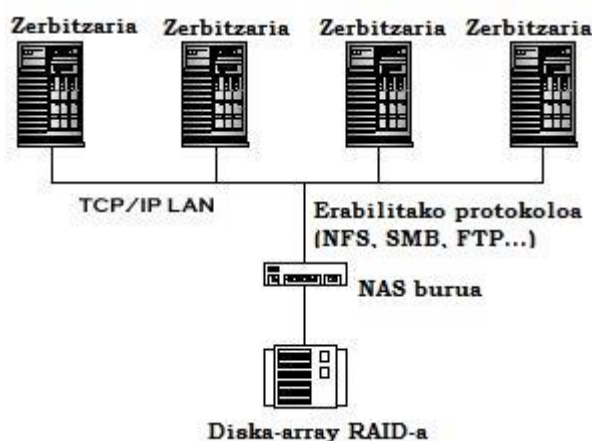 Zerbitzaria Zerbitzaria Zerbitzaria Zerbitzaria
TCP/IP LAN
Erabilitako protokoloa
(NFS, SMB, FTP...)
NAS burua
Diska-array RAID-a